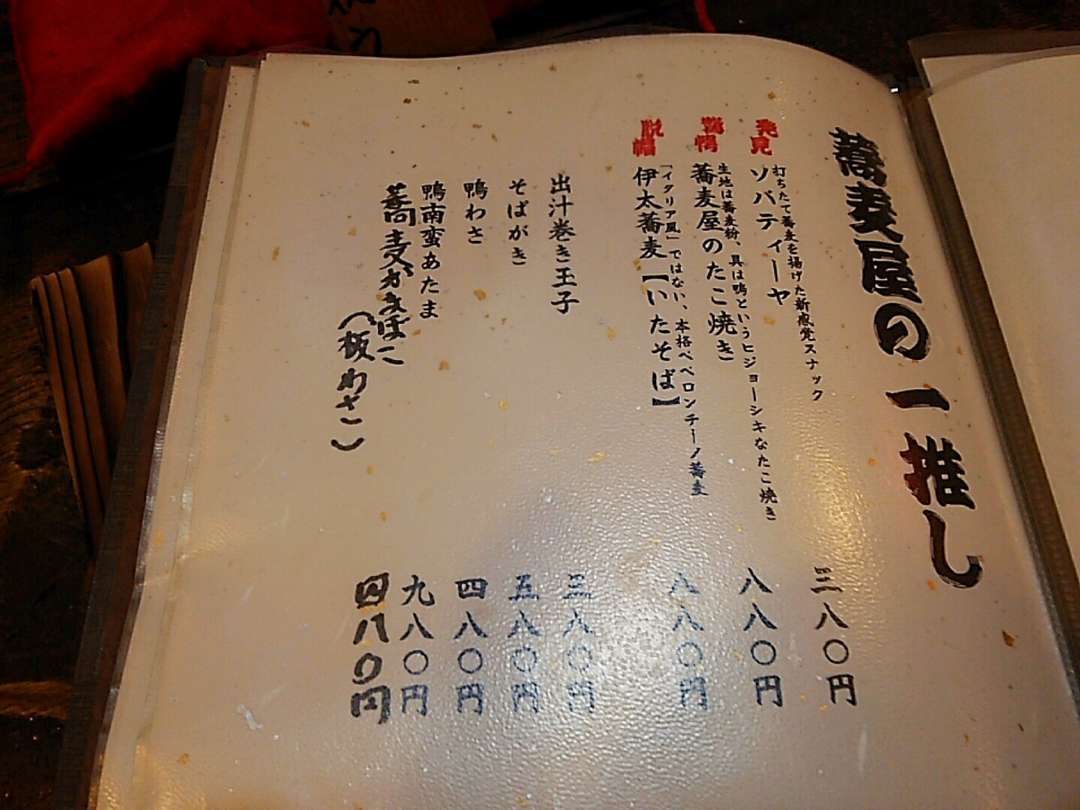 蕎麦屋の一推し
発見
打ちたて蕎麦を揚げた新感覚スナック
ソバティーヤ
三八〇円
驚愕
生地は蕎麦粉、具は鴨というヒジョーシキなたこ焼き
蕎麦屋のたこ焼き
八八〇円
脱帽
「イタリア風」ではない、本格ペペロンチーノ蕎麦
伊太蕎麦【いたそば】
八八〇円
出汁巻き玉子
三八〇円
そばがき
五八〇円
鴨わさ
四八〇円
鴨南蛮あたま
九八〇円
蕎麦かまぼこ
(板わさ)
四八〇円